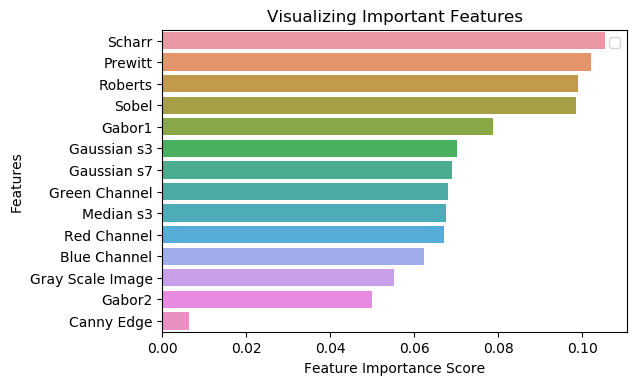 Visualizing Important Features
Scharr
Prewitt
Roberts
Sobel
Gabor1
Gaussian s3
Gaussian s7
Green Channel
Median s3
Red Channel
Blue Channel
Gray Scale Image
Gabor2
Canny Edge
Features
0.00 0.02 0.04 0.06 0.08 0.10
Feature Importance Score